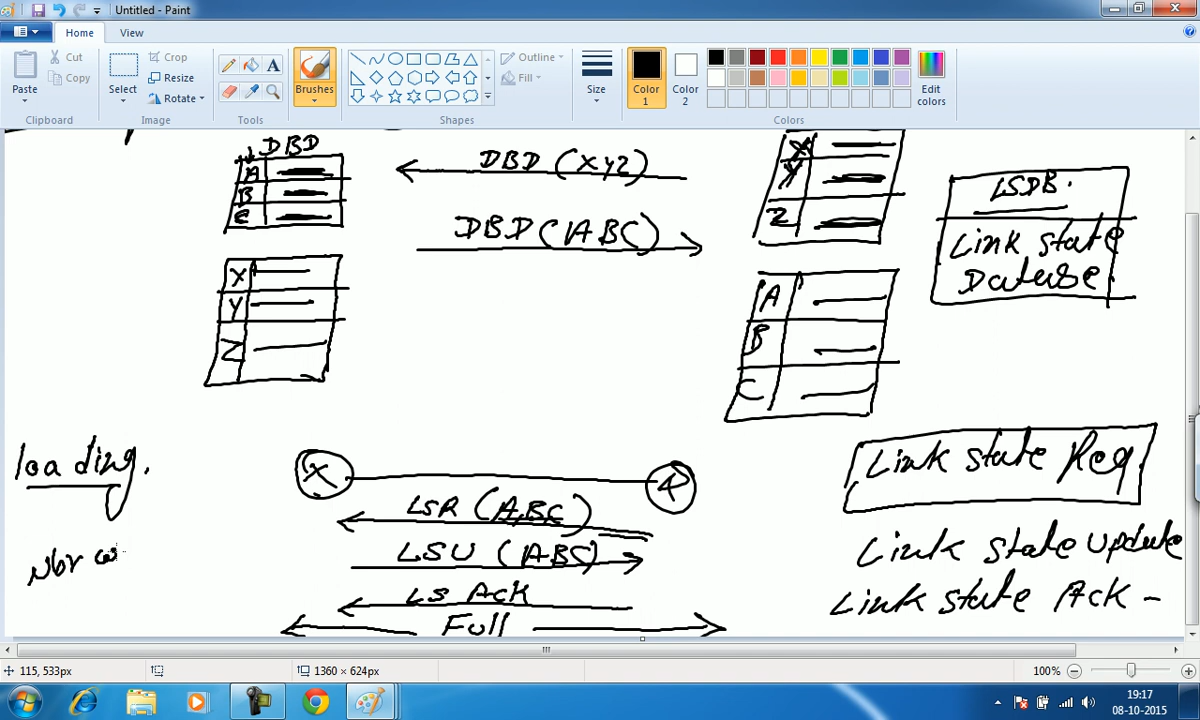 Untitled - Paint
Home
View
Paste
Cut
Copy
Clipboard
Select
Crop
Resize
Rotate
Image
A
Tools
Brushes
Shapes
Outline
Fill
Size
Color 1
Color 2
Edit colors
Colors
DBD
A
B
C
DBD (XYZ)
DBD (ABC)
X
Y
Z
LSDB.
Link state
Database
X
Y
Z
A
B
C
loading.
X
LSR (A,BC)
LSU (ABC)
LS Ack
Full
Link state Req
Link state Update
Link state Ack -
Nbr
115, 533px
1360 × 624px
100%
19:17
08-10-2015